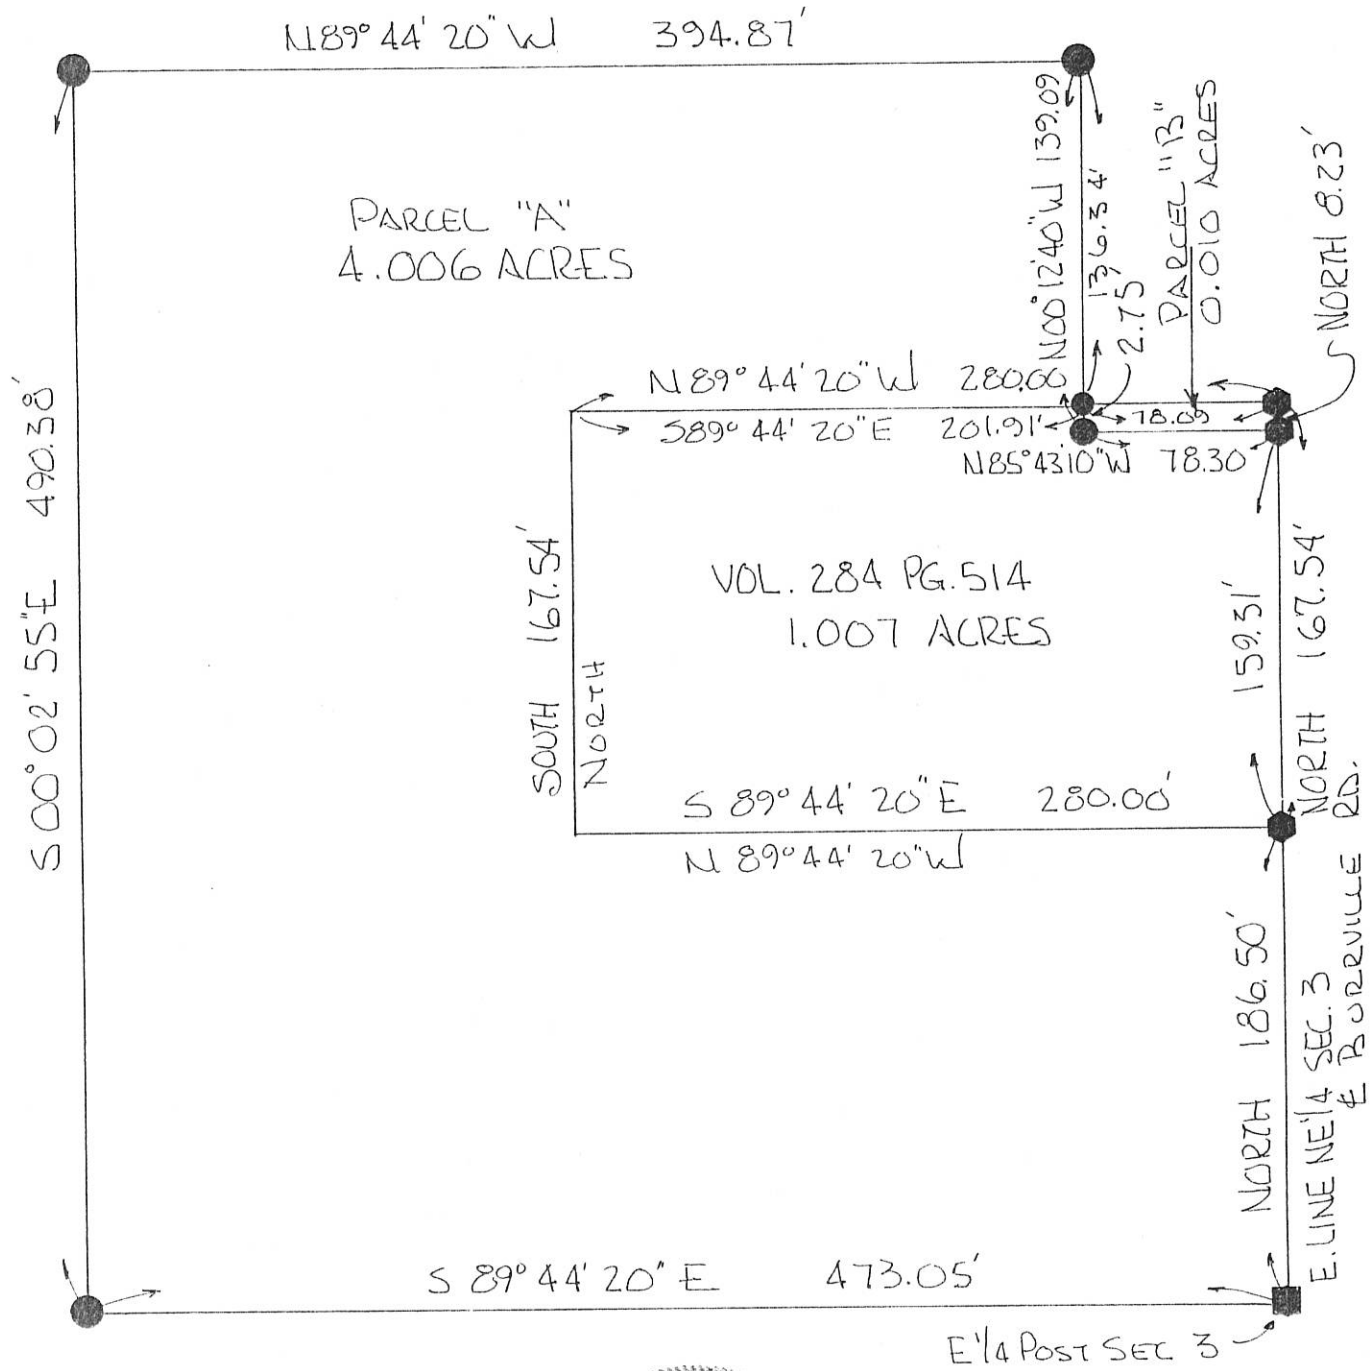 N89° 44' 20" W 394.87'
N00° 12' 40" W 139.09
136.34'
2.75'
PARCEL "B"
0.010 ACRES
NORTH 8.23'
PARCEL "A"
4.006 ACRES
S 00° 02' 55" E 490.38'
N 89° 44' 20" W 280.00
S89° 44' 20" E 201.91'
78.09
N85° 43' 10" W 78.30
SOUTH 167.54'
NORTH
VOL. 284 PG. 514
1.007 ACRES
159.31'
NORTH 167.54'
S 89° 44' 20" E 280.00'
N 89° 44' 20" W
NORTH 186.50'
E. LINE NE 1/4 SEC. 3
℄ BURRVILLE RD.
S 89° 44' 20" E 473.05'
E 1/4 POST SEC 3